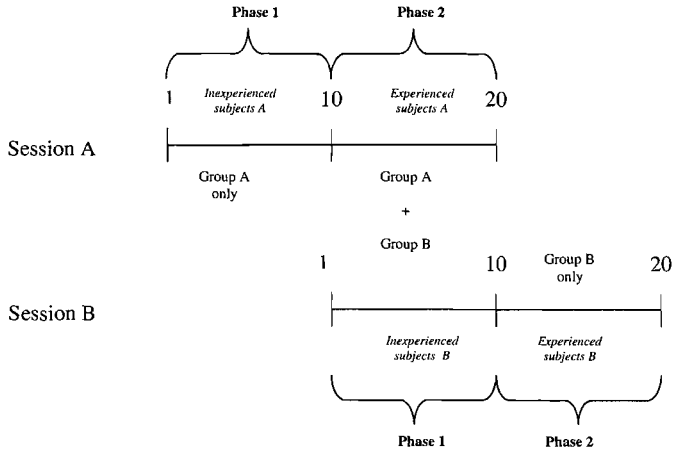 Phase 1 Phase 2
1 Inexperienced 10 Experienced 20
subjects A subjects A
Session A
Group A Group A
only
+
Group B
1 10 Group B 20
only
Session B
Inexperienced Experienced
subjects B subjects B
Phase 1 Phase 2